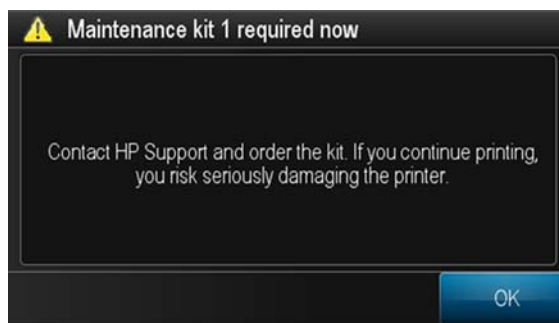 Maintenance kit 1 required now
Contact HP Support and order the kit. If you continue printing,
you risk seriously damaging the printer.
OK